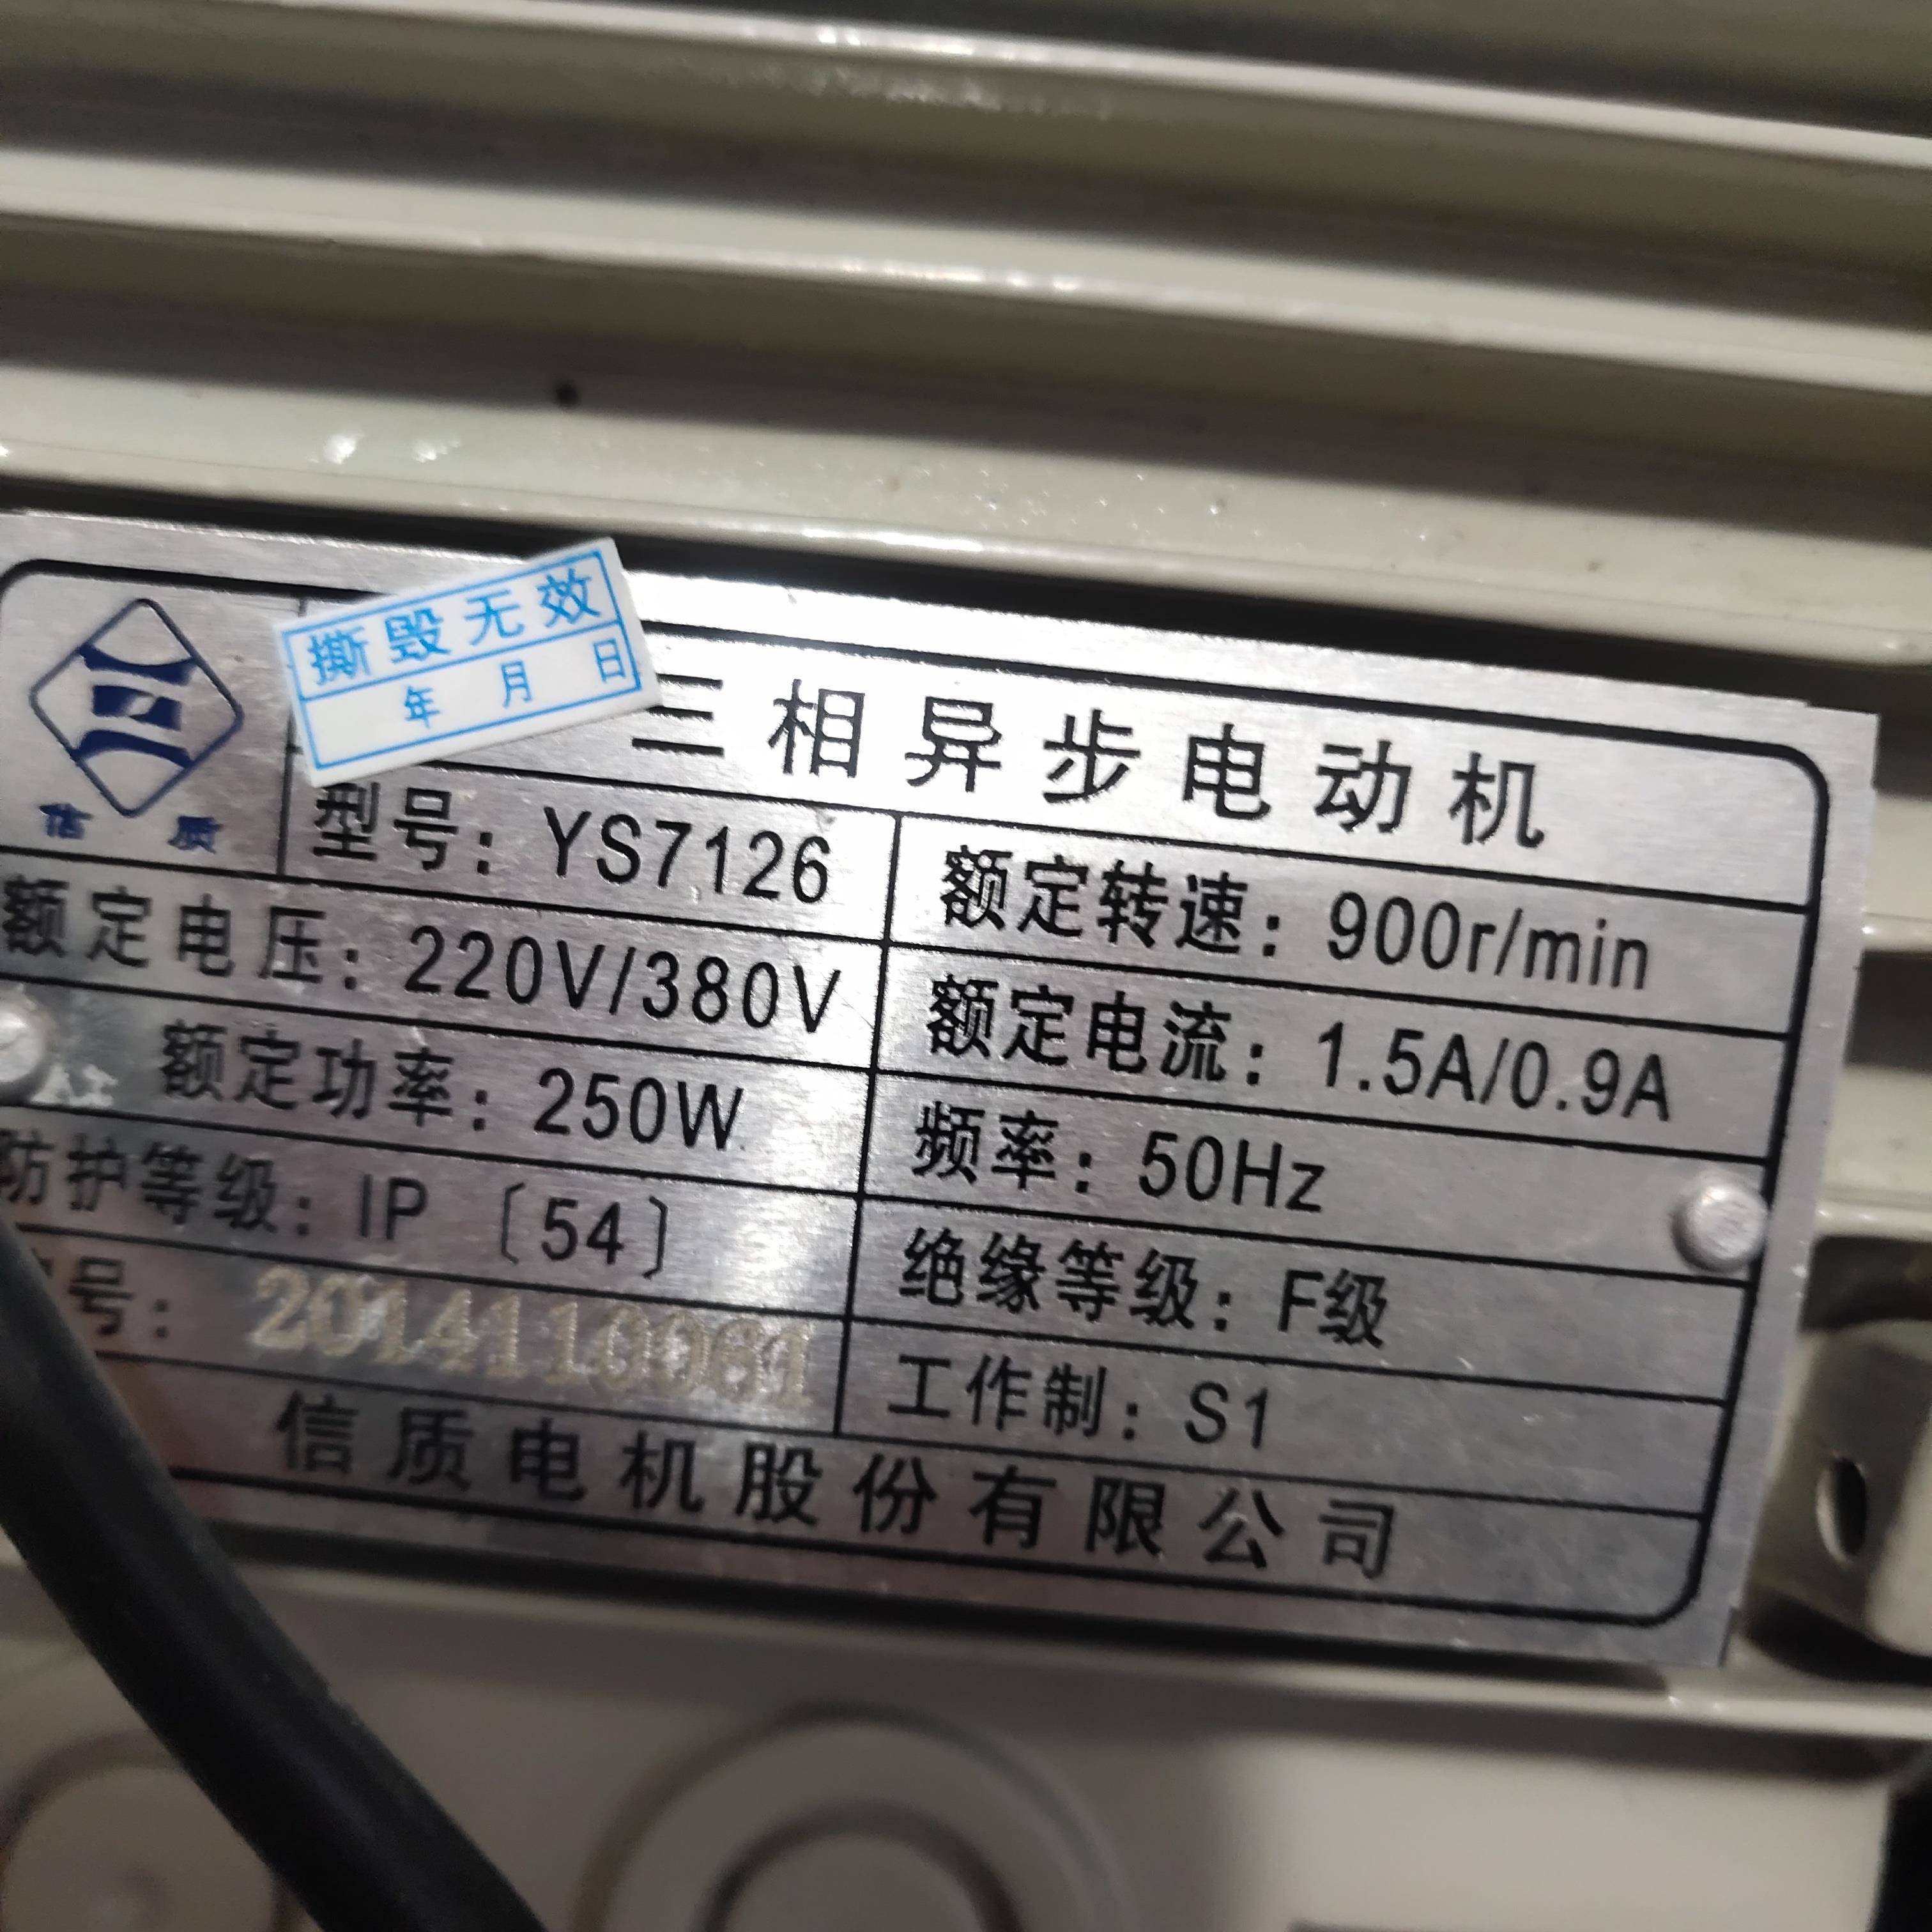 撕毁无效
年 月 日
信 质
三相异步电动机
型号：YS7126
额定转速：900r/min
额定电压：220V/380V
额定电流：1.5A/0.9A
额定功率：250W
频率：50Hz
防护等级：IP〔54〕
绝缘等级：F级
号：2014110061
工作制：S1
信质电机股份有限公司